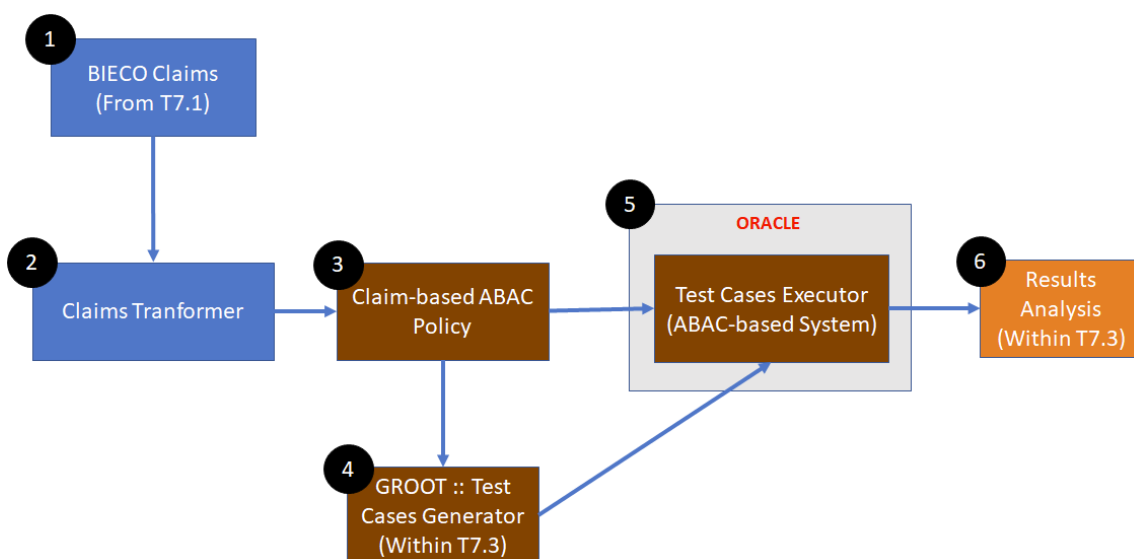 1
BIECO Claims
(From T7.1)
2
Claims Tranformer
3
Claim-based ABAC
Policy
4
GROOT :: Test
Cases Generator
(Within T7.3)
5
ORACLE
Test Cases Executor
(ABAC-based System)
6
Results
Analysis
(Within T7.3)